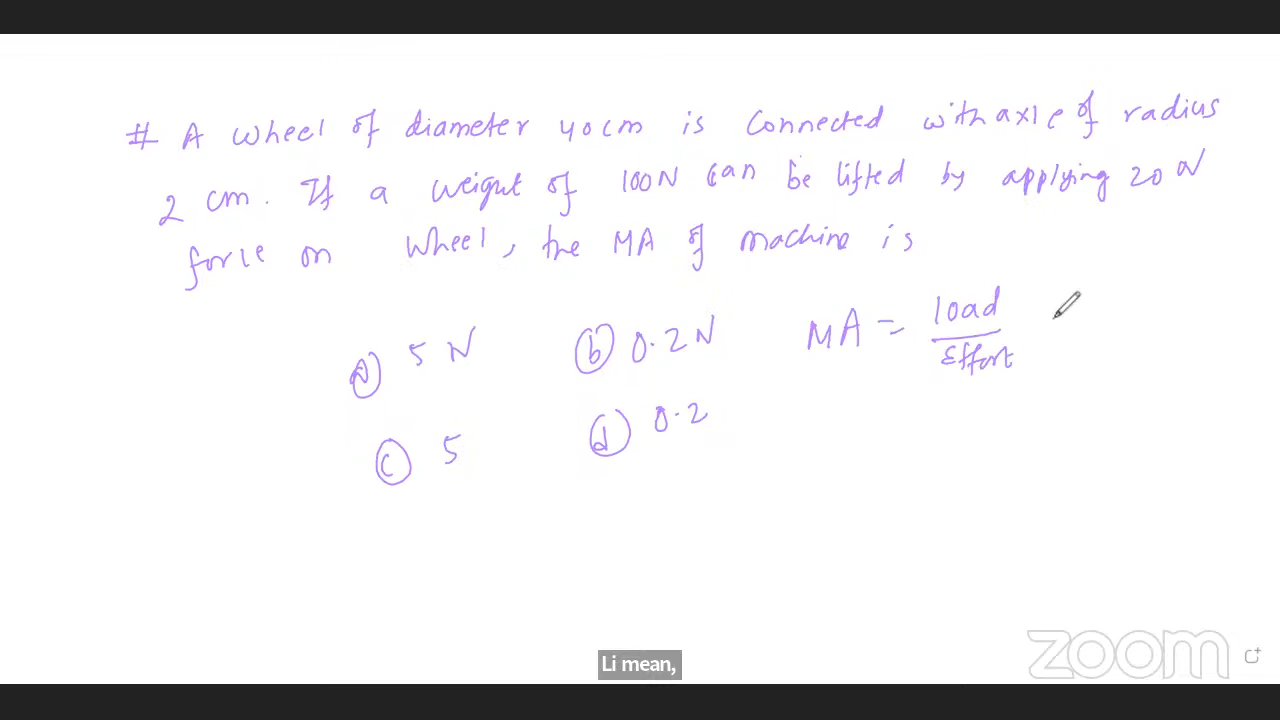 # A wheel of diameter 40cm is connected with axle of radius
2 cm. If a weight of 100N can be lifted by applying 20 N
force on wheel, the MA of machine is
(a) 5 N (b) 0.2 N MA = load / Effort
(c) 5 (d) 0.2
zoom
Li mean,